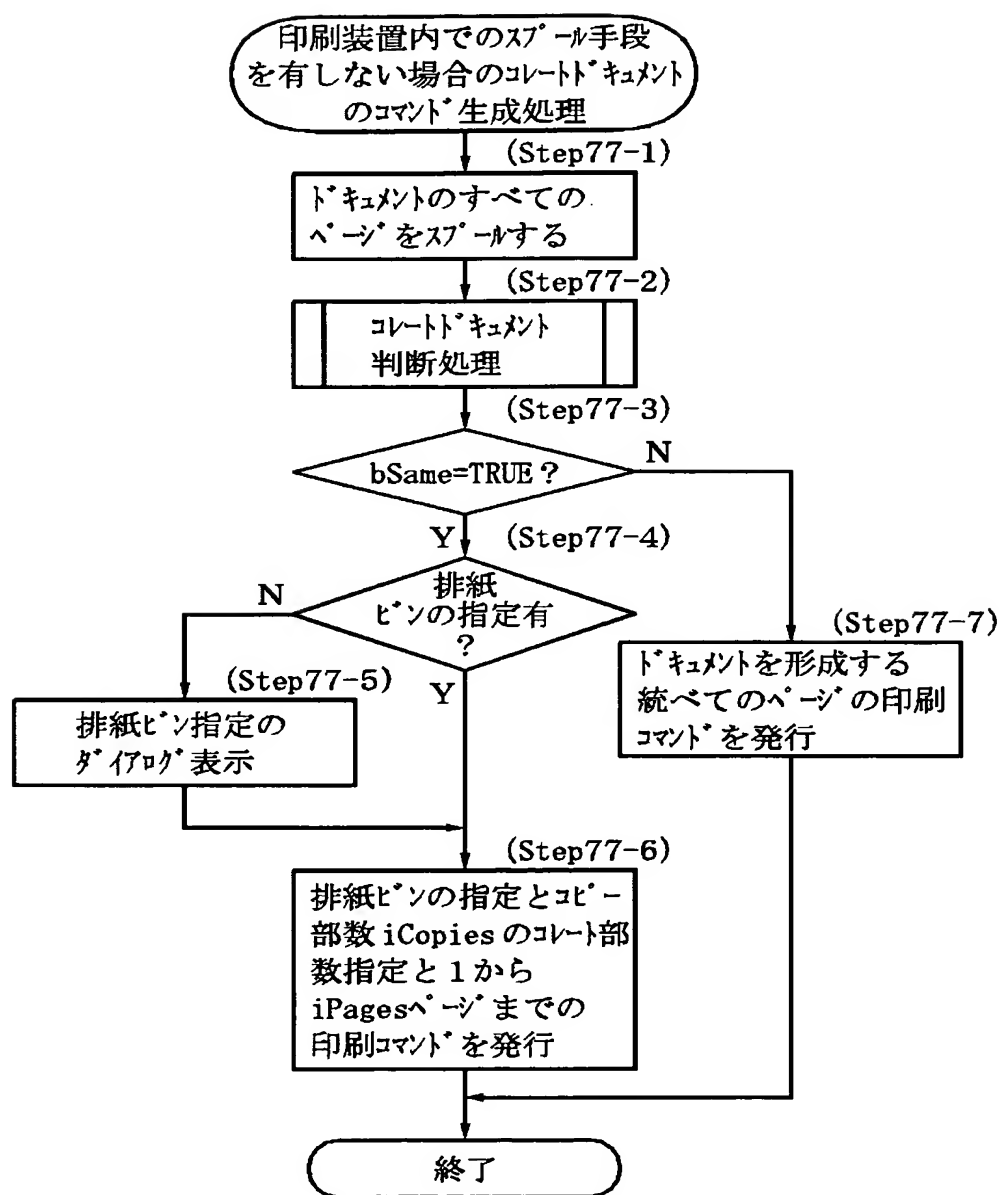 印刷装置内でのｽﾌﾟｰﾙ手段
を有しない場合のｺﾚｰﾄﾄﾞｷｭﾒﾝﾄ
のｺﾏﾝﾄﾞ生成処理
(Step77-1)
ﾄﾞｷｭﾒﾝﾄのすべての
ﾍﾟｰｼﾞをｽﾌﾟｰﾙする
(Step77-2)
ｺﾚｰﾄﾄﾞｷｭﾒﾝﾄ
判断処理
(Step77-3)
bSame=TRUE?
N
Y
(Step77-4)
排紙
ﾋﾞﾝの指定有
?
N
Y
(Step77-5)
排紙ﾋﾞﾝ指定の
ﾀﾞｲｱﾛｸﾞ表示
(Step77-7)
ﾄﾞｷｭﾒﾝﾄを形成する
統べてのﾍﾟｰｼﾞの印刷
ｺﾏﾝﾄﾞを発行
(Step77-6)
排紙ﾋﾞﾝの指定とｺﾋﾟｰ
部数iCopiesのｺﾚｰﾄ部
数指定と1から
iPagesﾍﾟｰｼﾞまでの
印刷ｺﾏﾝﾄﾞを発行
終了